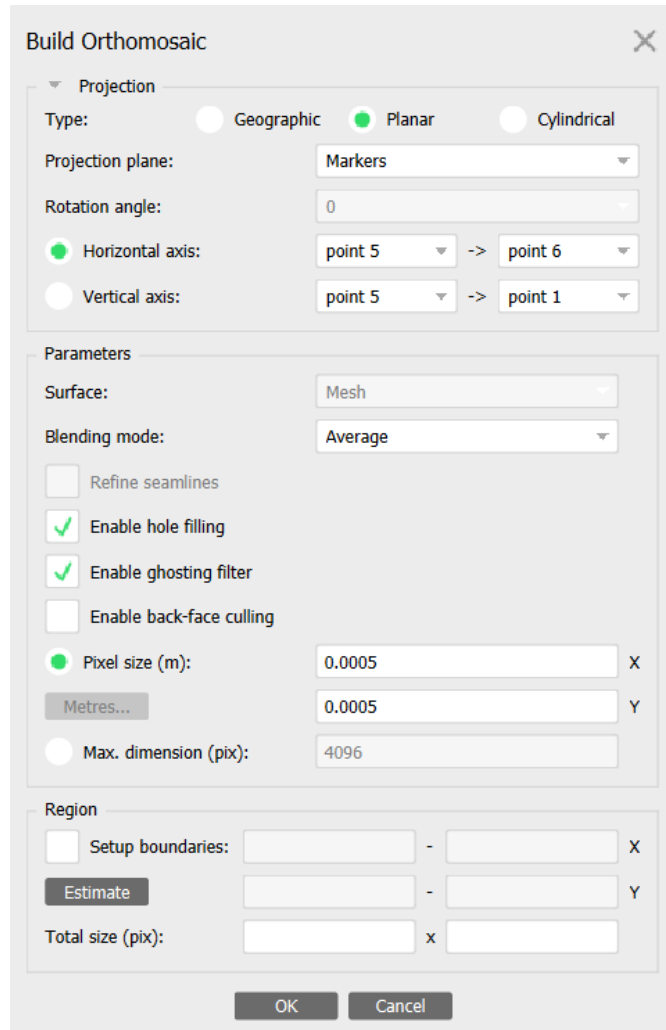 Build Orthomosaic
Projection
Type: Geographic Planar Cylindrical
Projection plane: Markers
Rotation angle: 0
Horizontal axis: point 5 -> point 6
Vertical axis: point 5 -> point 1
Parameters
Surface: Mesh
Blending mode: Average
Refine seamlines
Enable hole filling
Enable ghosting filter
Enable back-face culling
Pixel size (m): 0.0005 X
Metres... 0.0005 Y
Max. dimension (pix): 4096
Region
Setup boundaries: - X
Estimate - Y
Total size (pix): x
OK Cancel